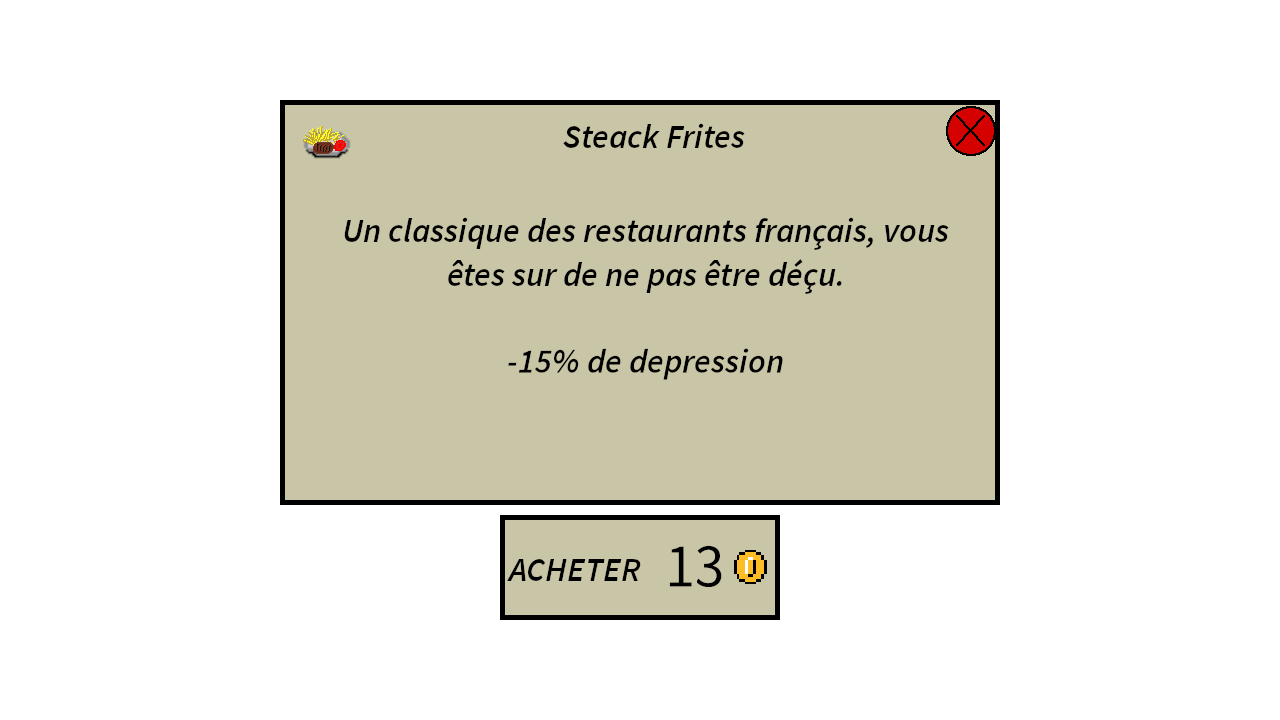 Steack Frites
Un classique des restaurants français, vous
êtes sur de ne pas être déçu.
-15% de depression
ACHETER 13